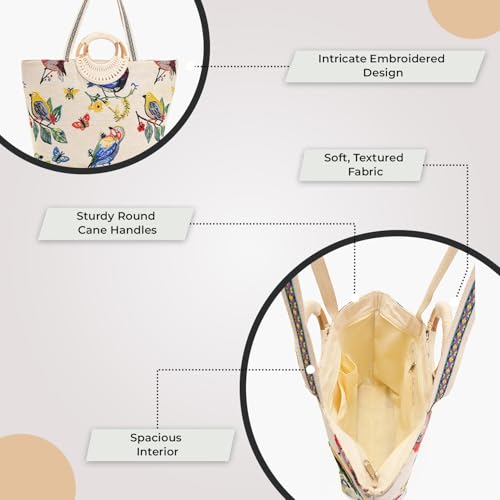 Intricate Embroidered
Design
Soft, Textured
Fabric
Sturdy Round
Cane Handles
Spacious
Interior